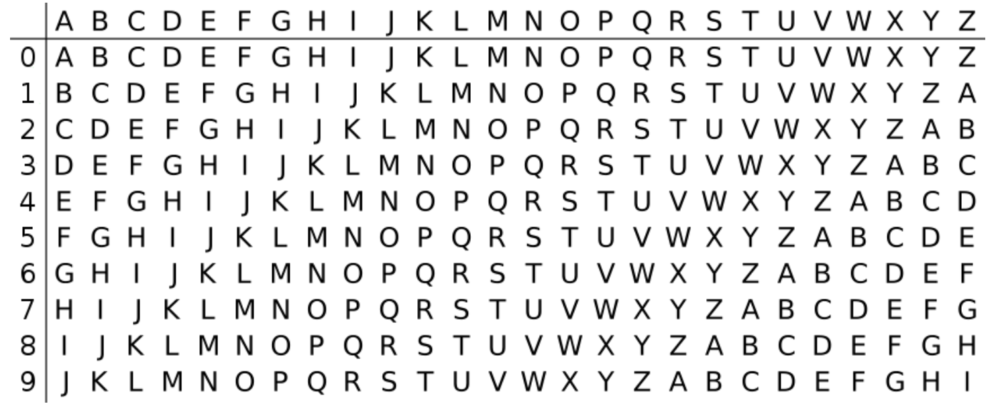 A B C D E F G H I J K L M N O P Q R S T U V W X Y Z
0 A B C D E F G H I J K L M N O P Q R S T U V W X Y Z
1 B C D E F G H I J K L M N O P Q R S T U V W X Y Z A
2 C D E F G H I J K L M N O P Q R S T U V W X Y Z A B
3 D E F G H I J K L M N O P Q R S T U V W X Y Z A B C
4 E F G H I J K L M N O P Q R S T U V W X Y Z A B C D
5 F G H I J K L M N O P Q R S T U V W X Y Z A B C D E
6 G H I J K L M N O P Q R S T U V W X Y Z A B C D E F
7 H I J K L M N O P Q R S T U V W X Y Z A B C D E F G
8 I J K L M N O P Q R S T U V W X Y Z A B C D E F G H
9 J K L M N O P Q R S T U V W X Y Z A B C D E F G H I